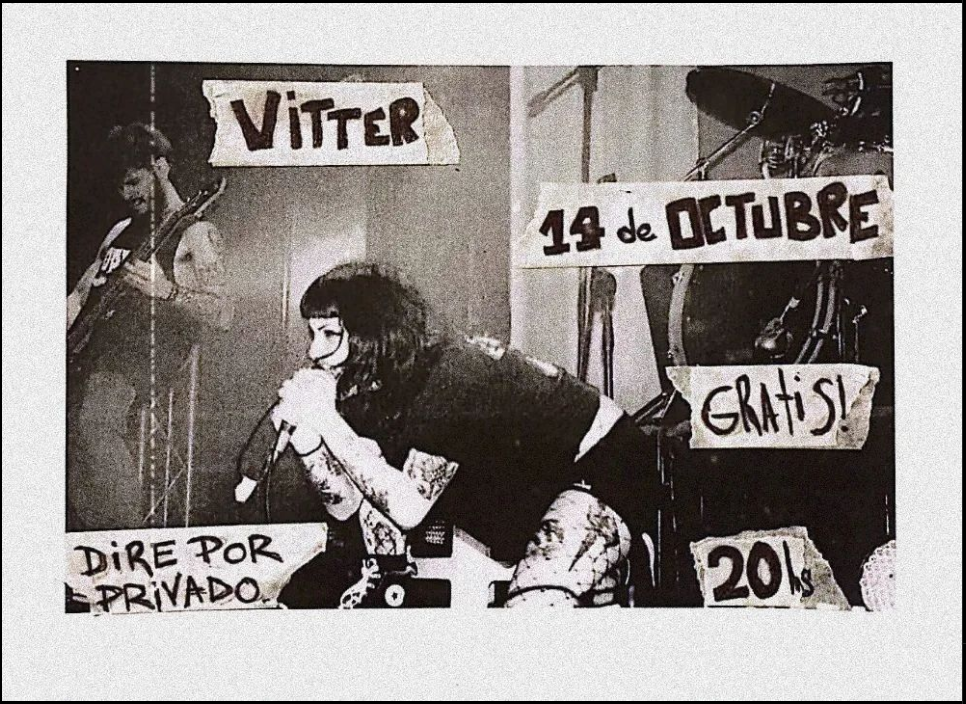 ViTTER
14 de OCTUBRE
GRAtiS!
DiRE POR
PRiVADO.
20hs